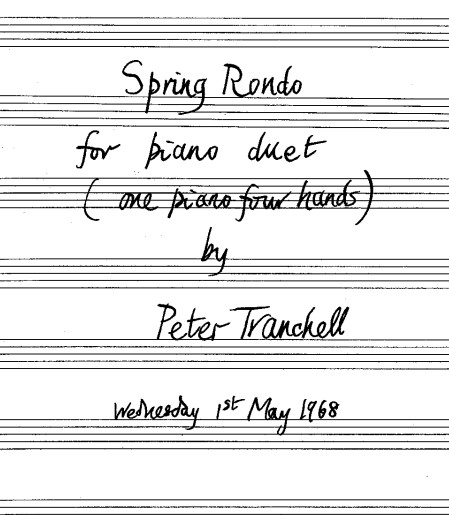 Spring Rondo
for piano duet
( one piano four hands)
by
Peter Tranchell
Wednesday 1st May 1968